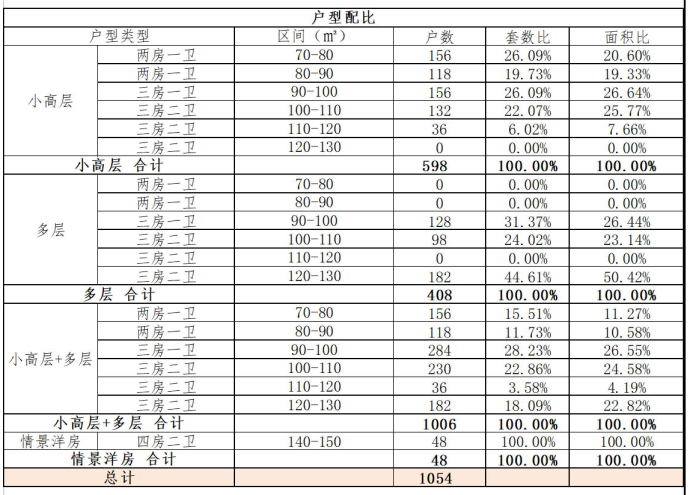 户型配比
户型类型 区间（㎡） 户数 套数比 面积比
两房一卫 70-80 156 26.09% 20.60%
两房一卫 80-90 118 19.73% 19.33%
三房一卫 90-100 156 26.09% 26.64%
小高层 三房二卫 100-110 132 22.07% 25.77%
三房二卫 110-120 36 6.02% 7.66%
三房二卫 120-130 0 0.00% 0.00%
小高层 合计 598 100.00% 100.00%
两房一卫 70-80 0 0.00% 0.00%
两房一卫 80-90 0 0.00% 0.00%
三房一卫 90-100 128 31.37% 26.44%
多层 三房二卫 100-110 98 24.02% 23.14%
三房二卫 110-120 0 0.00% 0.00%
三房二卫 120-130 182 44.61% 50.42%
多层 合计 408 100.00% 100.00%
两房一卫 70-80 156 15.51% 11.27%
两房一卫 80-90 118 11.73% 10.58%
三房一卫 90-100 284 28.23% 26.55%
小高层+多层 三房二卫 100-110 230 22.86% 24.58%
三房二卫 110-120 36 3.58% 4.19%
三房二卫 120-130 182 18.09% 22.82%
小高层+多层 合计 1006 100.00% 100.00%
情景洋房 四房二卫 140-150 48 100.00% 100.00%
情景洋房 合计 48 100.00% 100.00%
总计 1054